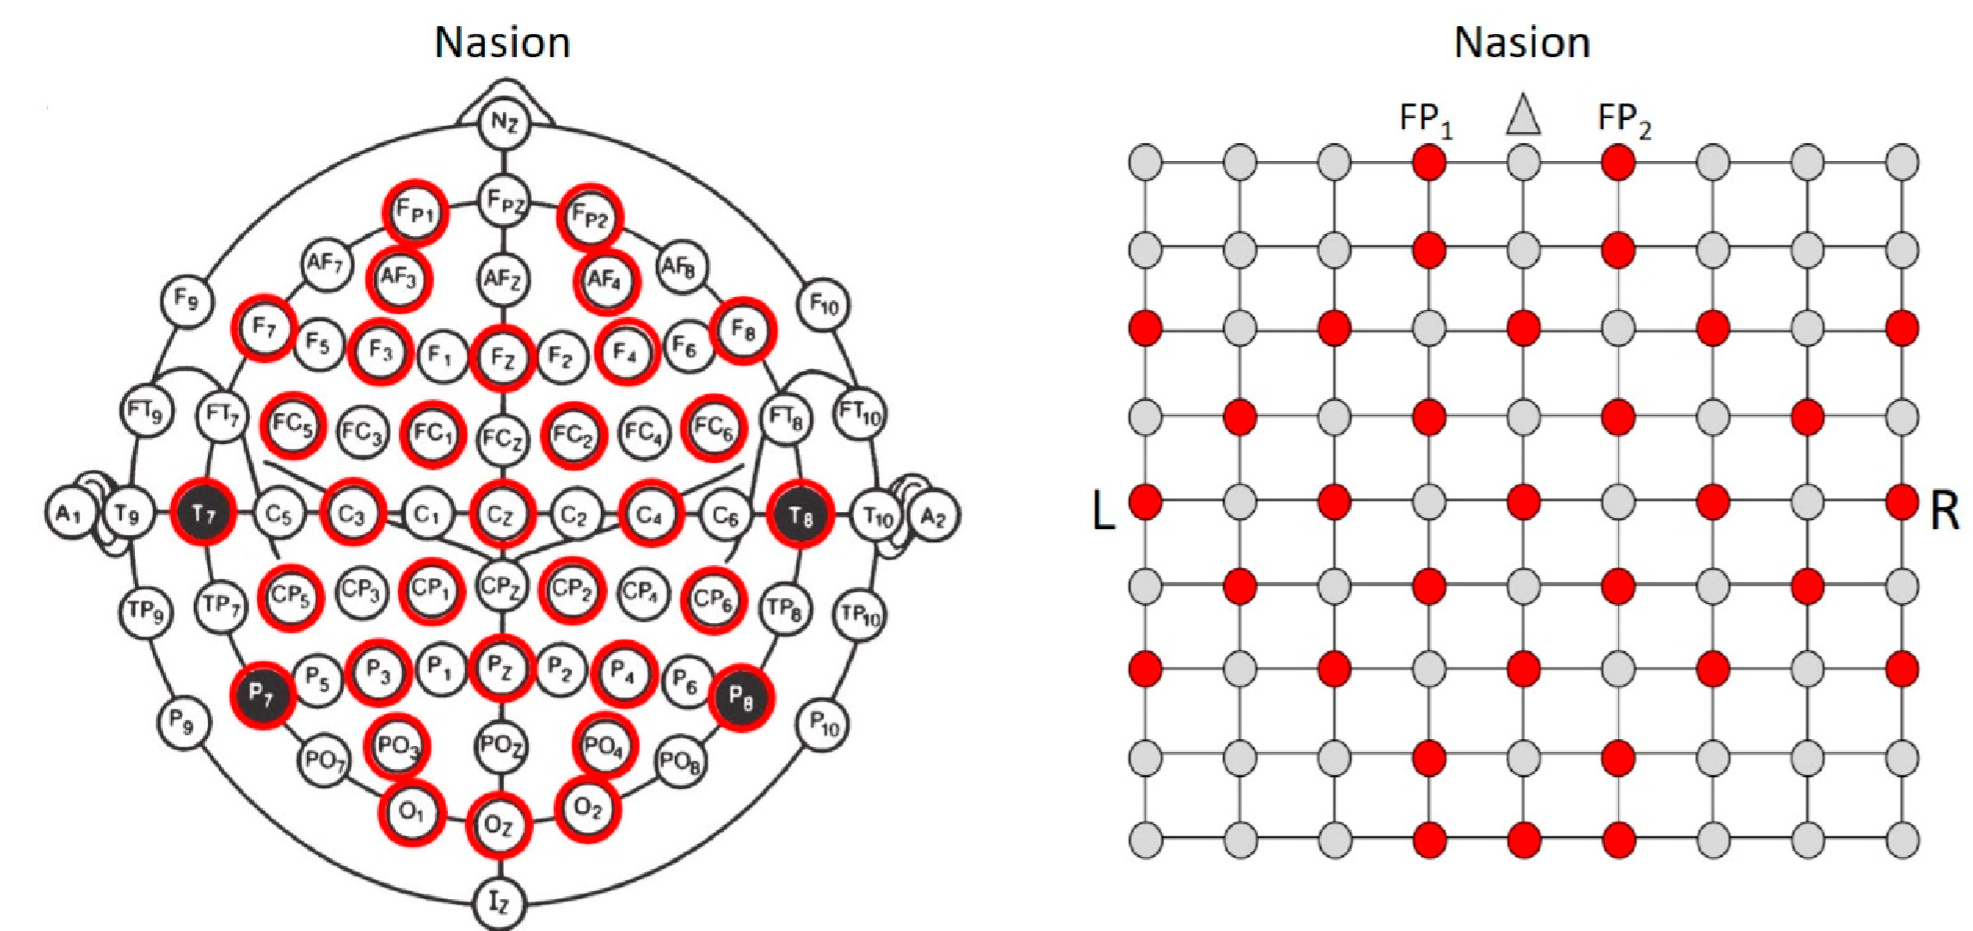 Nasion Nasion
NZ
FP1 FPZ FP2
FP1 FP2
AF7 AF3 AFZ AF4 AF8
F9 F7 F5 F3 F1 FZ F2 F4 F6 F8 F10
FT9 FT7 FC5 FC3 FC1 FCZ FC2 FC4 FC6 FT8 FT10
A1 T9 T7 C5 C3 C1 CZ C2 C4 C6 T8 T10 A2
L R
TP9 TP7 CP5 CP3 CP1 CPZ CP2 CP4 CP6 TP8 TP10
P9 P7 P5 P3 P1 PZ P2 P4 P6 P8 P10
PO7 PO3 POZ PO4 PO8
O1 OZ O2
IZ